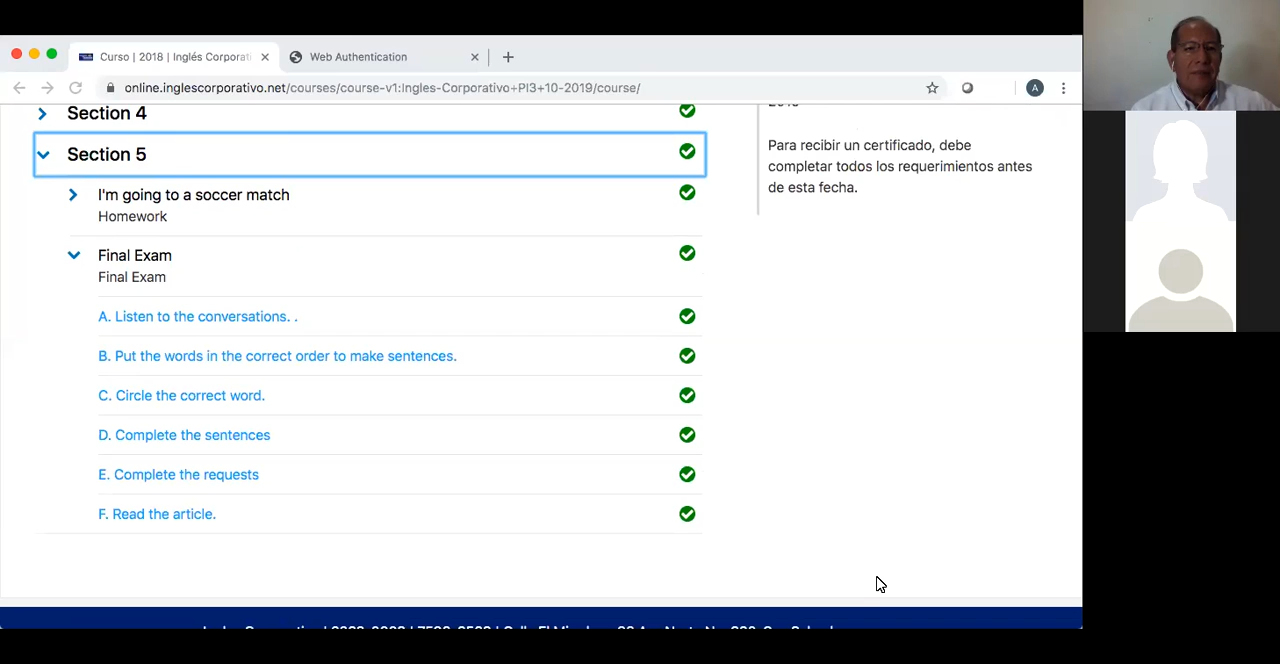 Curso | 2018 | Inglés Corporati
Web Authentication
online.inglescorporativo.net/courses/course-v1:Ingles-Corporativo+PI3+10-2019/course/
A
Section 4
Section 5
Para recibir un certificado, debe
completar todos los requerimientos antes
de esta fecha.
I'm going to a soccer match
Homework
Final Exam
Final Exam
A. Listen to the conversations. .
B. Put the words in the correct order to make sentences.
C. Circle the correct word.
D. Complete the sentences
E. Complete the requests
F. Read the article.